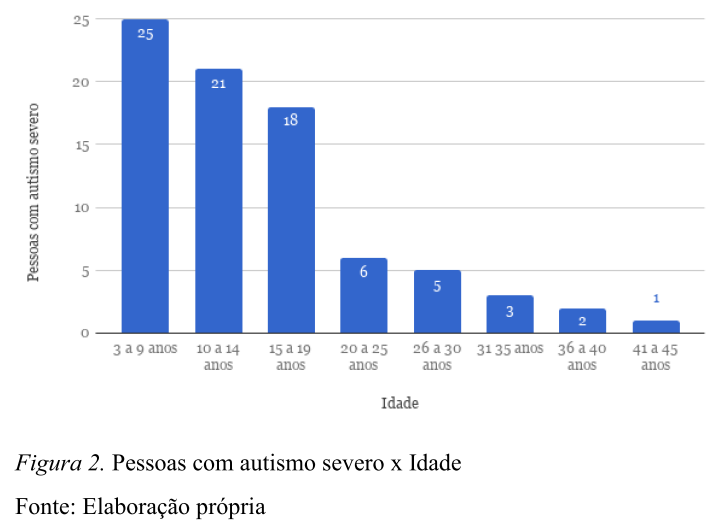 Pessoas com autismo severo
25
20
15
10
5
0
25
21
18
6
5
3
2
1
3 a 9 anos
10 a 14
anos
15 a 19
anos
20 a 25
anos
26 a 30
anos
31 35 anos
36 a 40
anos
41 a 45
anos
Idade
Figura 2. Pessoas com autismo severo x Idade
Fonte: Elaboração própria